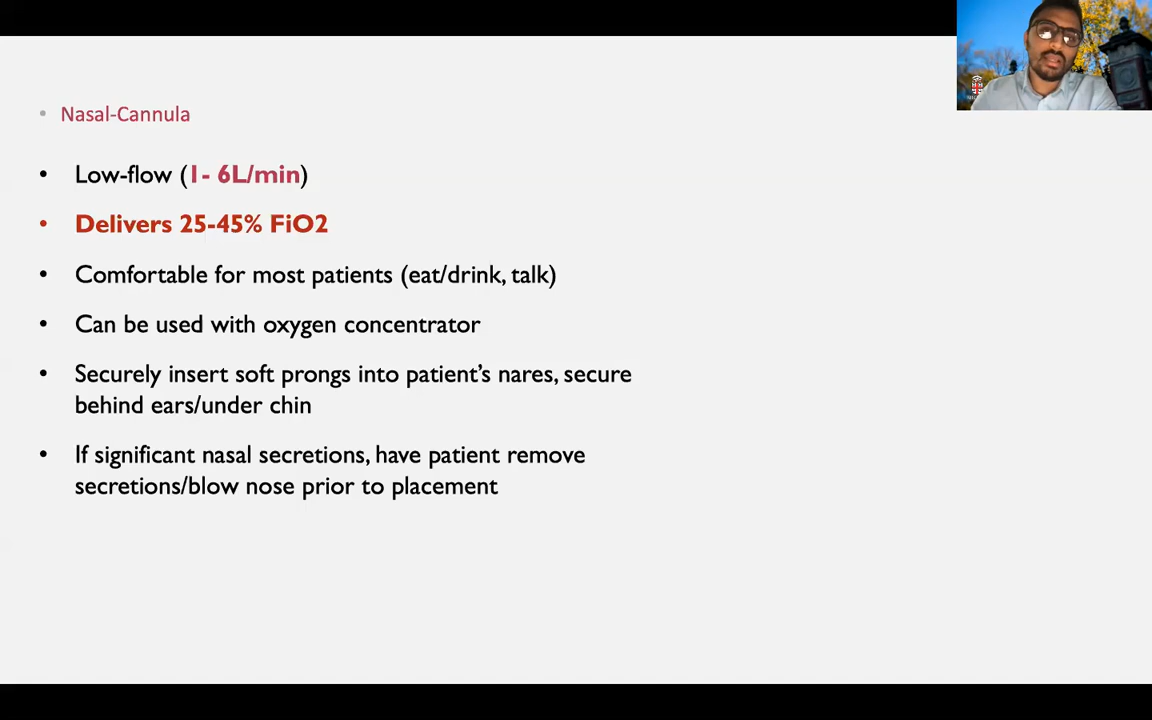 • Nasal-Cannula
• Low-flow (1- 6L/min)
• Delivers 25-45% FiO2
• Comfortable for most patients (eat/drink, talk)
• Can be used with oxygen concentrator
• Securely insert soft prongs into patient’s nares, secure
behind ears/under chin
• If significant nasal secretions, have patient remove
secretions/blow nose prior to placement